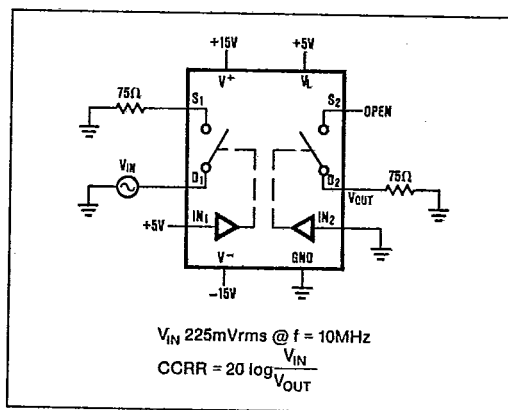 +15V +5V
V+ VL
75Ω S1 S2 OPEN
VIN D1 D2 75Ω
VOUT
+5V IN1 IN2
V− GND
−15V
VIN 225mVrms @ f = 10MHz
CCRR = 20 log VIN
VOUT